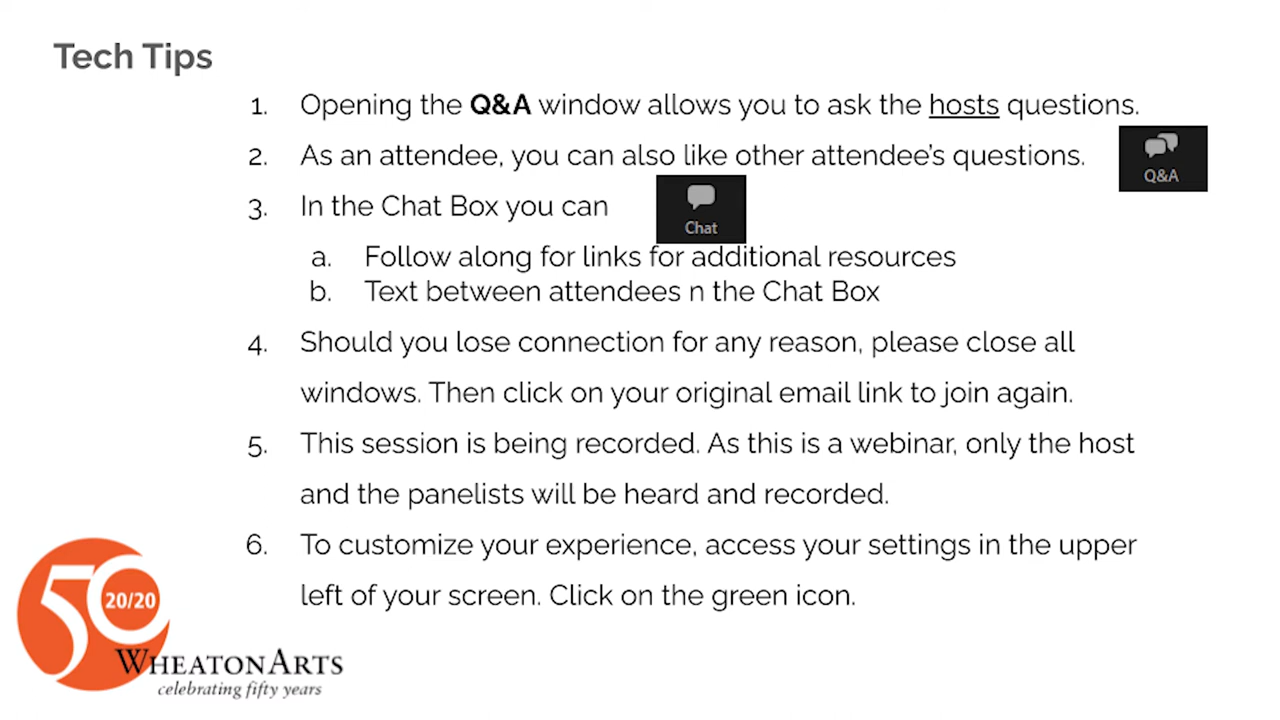 Tech Tips
1. Opening the Q&A window allows you to ask the hosts questions.
2. As an attendee, you can also like other attendee's questions.
Q&A
3. In the Chat Box you can
Chat
a. Follow along for links for additional resources
b. Text between attendees n the Chat Box
4. Should you lose connection for any reason, please close all
windows. Then click on your original email link to join again.
5. This session is being recorded. As this is a webinar, only the host
and the panelists will be heard and recorded.
6. To customize your experience, access your settings in the upper
left of your screen. Click on the green icon.
50
20/20
WHEATONARTS
celebrating fifty years